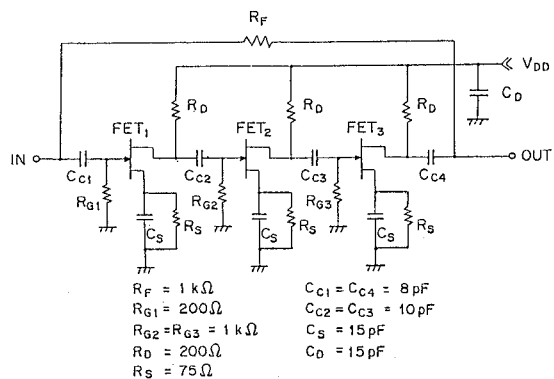 R_F
V_DD
R_D
R_D
R_D
C_D
FET_1
FET_2
FET_3
IN
OUT
C_C1
C_C2
C_C3
C_C4
R_G1
R_G2
R_G3
C_S
R_S
C_S
R_S
C_S
R_S
R_F = 1 kΩ
R_G1 = 200Ω
R_G2 = R_G3 = 1 kΩ
R_D = 200Ω
R_S = 75Ω
C_C1 = C_C4 = 8 pF
C_C2 = C_C3 = 10 pF
C_S = 15 pF
C_D = 15 pF